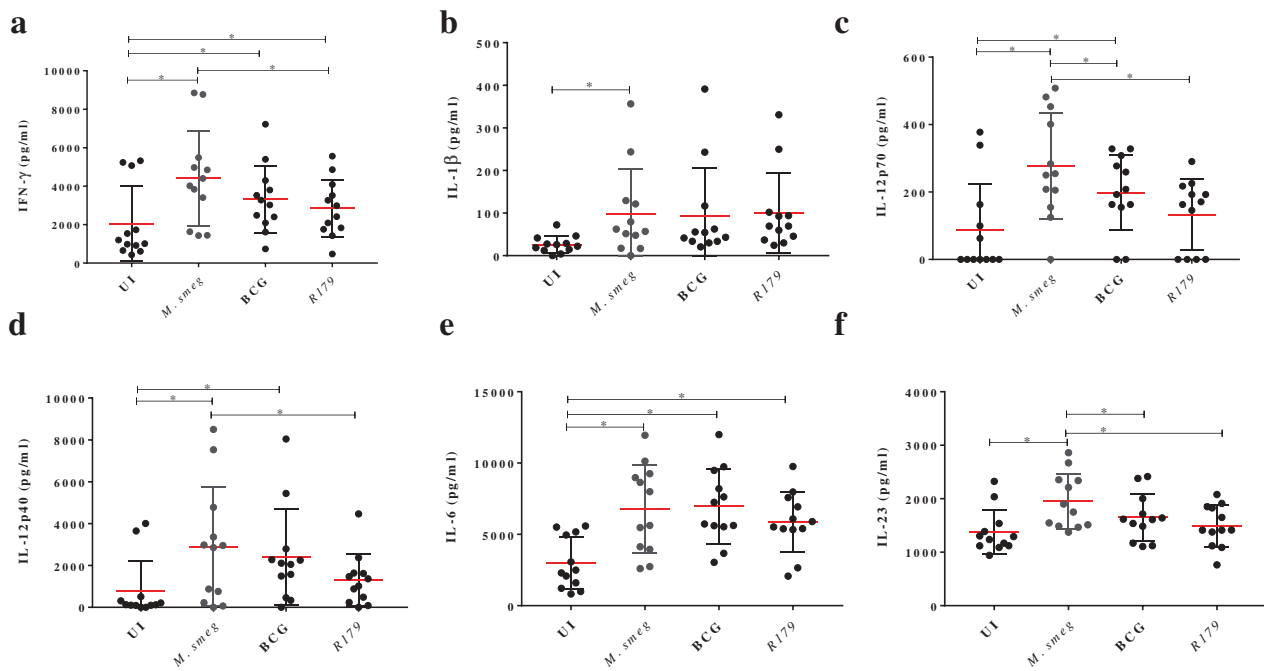 a
IFN-γ (pg/ml)
10000
8000
6000
4000
2000
0
* * * *
UI M. smeg BCG R179
b
IL-1β (pg/ml)
500
400
300
200
100
0
*
UI M. smeg BCG R179
c
IL-12p70 (pg/ml)
600
400
200
0
* * * *
UI M. smeg BCG R179
d
IL-12p40 (pg/ml)
10000
8000
6000
4000
2000
0
* * *
UI M. smeg BCG R179
e
IL-6 (pg/ml)
15000
10000
5000
0
* * *
UI M. smeg BCG R179
f
IL-23 (pg/ml)
4000
3000
2000
1000
0
* * *
UI M. smeg BCG R179